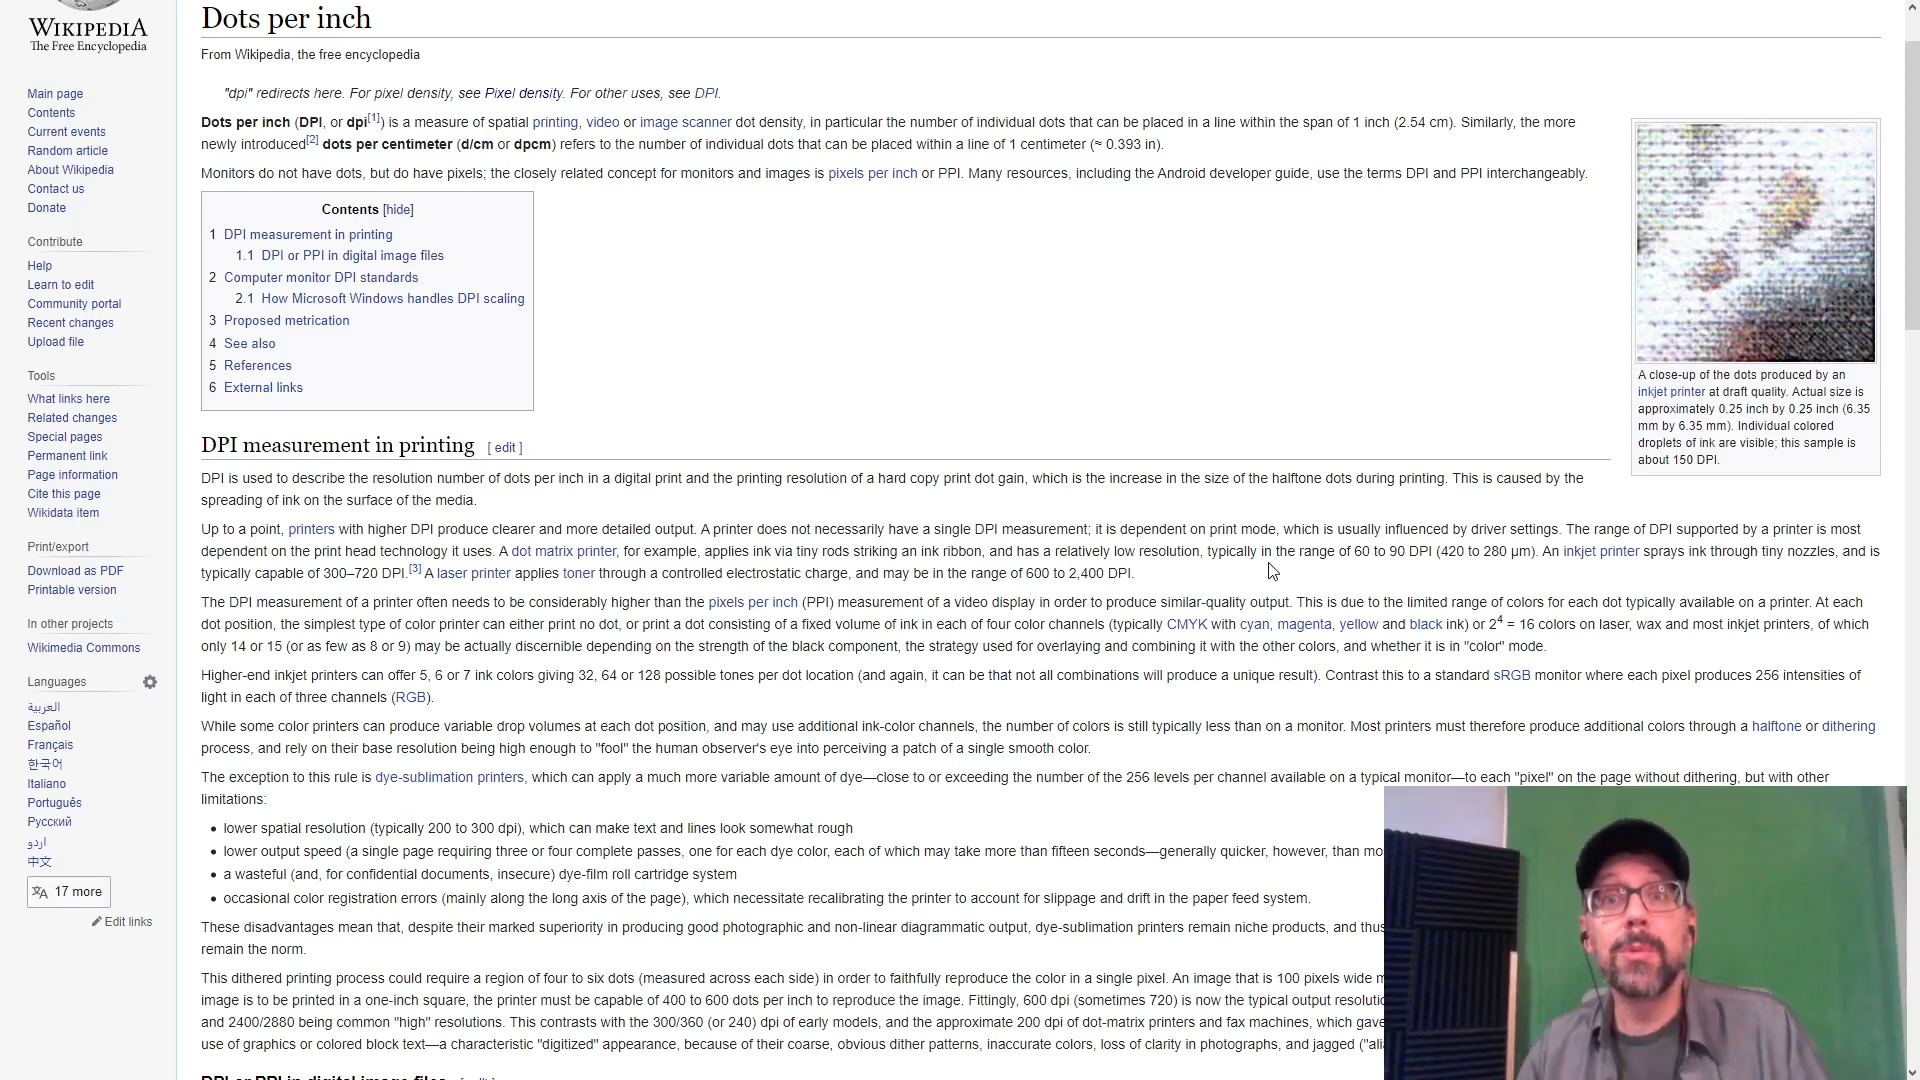 WIKIPEDIA
The Free Encyclopedia
Main page
Contents
Current events
Random article
About Wikipedia
Contact us
Donate
Contribute
Help
Learn to edit
Community portal
Recent changes
Upload file
Tools
What links here
Related changes
Special pages
Permanent link
Page information
Cite this page
Wikidata item
Print/export
Download as PDF
Printable version
In other projects
Wikimedia Commons
Languages
العربية
Español
Français
한국어
Italiano
Português
Русский
اردو
中文
17 more
Edit links
Dots per inch
From Wikipedia, the free encyclopedia
"dpi" redirects here. For pixel density, see Pixel density. For other uses, see DPI.
Dots per inch (DPI, or dpi[1]) is a measure of spatial printing, video or image scanner dot density, in particular the number of individual dots that can be placed in a line within the span of 1 inch (2.54 cm). Similarly, the more
newly introduced[2] dots per centimeter (d/cm or dpcm) refers to the number of individual dots that can be placed within a line of 1 centimeter (≈ 0.393 in).
Monitors do not have dots, but do have pixels; the closely related concept for monitors and images is pixels per inch or PPI. Many resources, including the Android developer guide, use the terms DPI and PPI interchangeably.
Contents [hide]
1 DPI measurement in printing
1.1 DPI or PPI in digital image files
2 Computer monitor DPI standards
2.1 How Microsoft Windows handles DPI scaling
3 Proposed metrication
4 See also
5 References
6 External links
A close-up of the dots produced by an
inkjet printer at draft quality. Actual size is
approximately 0.25 inch by 0.25 inch (6.35
mm by 6.35 mm). Individual colored
droplets of ink are visible; this sample is
about 150 DPI.
DPI measurement in printing [ edit ]
DPI is used to describe the resolution number of dots per inch in a digital print and the printing resolution of a hard copy print dot gain, which is the increase in the size of the halftone dots during printing. This is caused by the
spreading of ink on the surface of the media.
Up to a point, printers with higher DPI produce clearer and more detailed output. A printer does not necessarily have a single DPI measurement; it is dependent on print mode, which is usually influenced by driver settings. The range of DPI supported by a printer is most
dependent on the print head technology it uses. A dot matrix printer, for example, applies ink via tiny rods striking an ink ribbon, and has a relatively low resolution, typically in the range of 60 to 90 DPI (420 to 280 μm). An inkjet printer sprays ink through tiny nozzles, and is
typically capable of 300–720 DPI.[3] A laser printer applies toner through a controlled electrostatic charge, and may be in the range of 600 to 2,400 DPI.
The DPI measurement of a printer often needs to be considerably higher than the pixels per inch (PPI) measurement of a video display in order to produce similar-quality output. This is due to the limited range of colors for each dot typically available on a printer. At each
dot position, the simplest type of color printer can either print no dot, or print a dot consisting of a fixed volume of ink in each of four color channels (typically CMYK with cyan, magenta, yellow and black ink) or 2⁴ = 16 colors on laser, wax and most inkjet printers, of which
only 14 or 15 (or as few as 8 or 9) may be actually discernible depending on the strength of the black component, the strategy used for overlaying and combining it with the other colors, and whether it is in "color" mode.
Higher-end inkjet printers can offer 5, 6 or 7 ink colors giving 32, 64 or 128 possible tones per dot location (and again, it can be that not all combinations will produce a unique result). Contrast this to a standard sRGB monitor where each pixel produces 256 intensities of
light in each of three channels (RGB).
While some color printers can produce variable drop volumes at each dot position, and may use additional ink-color channels, the number of colors is still typically less than on a monitor. Most printers must therefore produce additional colors through a halftone or dithering
process, and rely on their base resolution being high enough to "fool" the human observer's eye into perceiving a patch of a single smooth color.
The exception to this rule is dye-sublimation printers, which can apply a much more variable amount of dye—close to or exceeding the number of the 256 levels per channel available on a typical monitor—to each "pixel" on the page without dithering, but with other
limitations:
• lower spatial resolution (typically 200 to 300 dpi), which can make text and lines look somewhat rough
• lower output speed (a single page requiring three or four complete passes, one for each dye color, each of which may take more than fifteen seconds—generally quicker, however, than mo
• a wasteful (and, for confidential documents, insecure) dye-film roll cartridge system
• occasional color registration errors (mainly along the long axis of the page), which necessitate recalibrating the printer to account for slippage and drift in the paper feed system.
These disadvantages mean that, despite their marked superiority in producing good photographic and non-linear diagrammatic output, dye-sublimation printers remain niche products, and thus
remain the norm.
This dithered printing process could require a region of four to six dots (measured across each side) in order to faithfully reproduce the color in a single pixel. An image that is 100 pixels wide m
image is to be printed in a one-inch square, the printer must be capable of 400 to 600 dots per inch to reproduce the image. Fittingly, 600 dpi (sometimes 720) is now the typical output resolutio
and 2400/2880 being common "high" resolutions. This contrasts with the 300/360 (or 240) dpi of early models, and the approximate 200 dpi of dot-matrix printers and fax machines, which gave
use of graphics or colored block text—a characteristic "digitized" appearance, because of their coarse, obvious dither patterns, inaccurate colors, loss of clarity in photographs, and jagged ("ali
DPI or PPI in digital image files [ edit ]